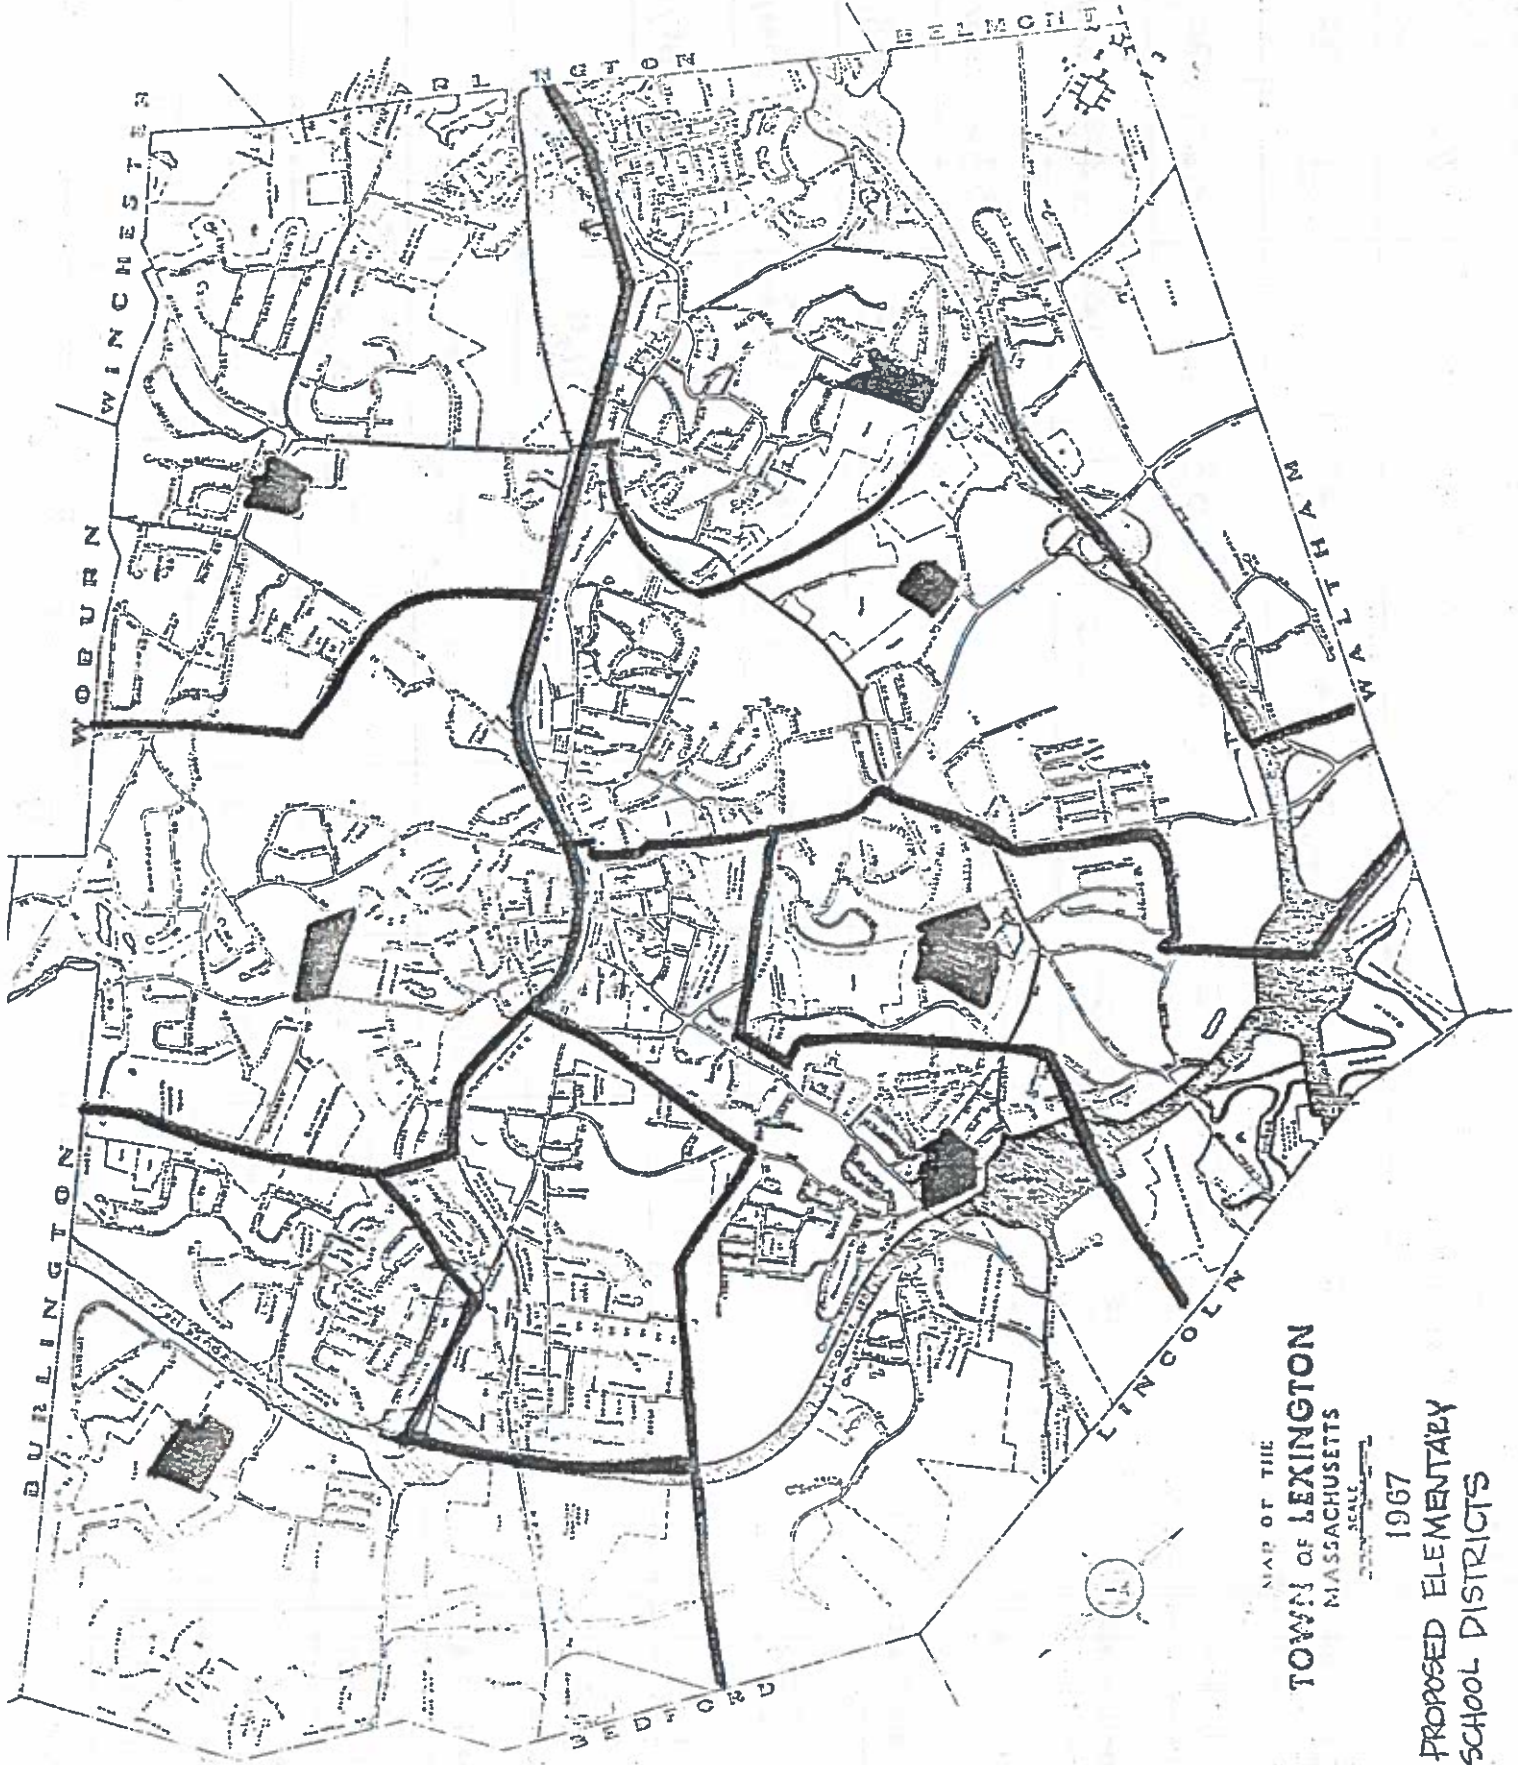 BELMONT
WINCHESTER
WOBURN
WALTHAM
BURLINGTON
LINCOLN
BEDFORD
MAP OF THE
TOWN OF LEXINGTON
MASSACHUSETTS
SCALE
1967
PROPOSED ELEMENTARY
SCHOOL DISTRICTS